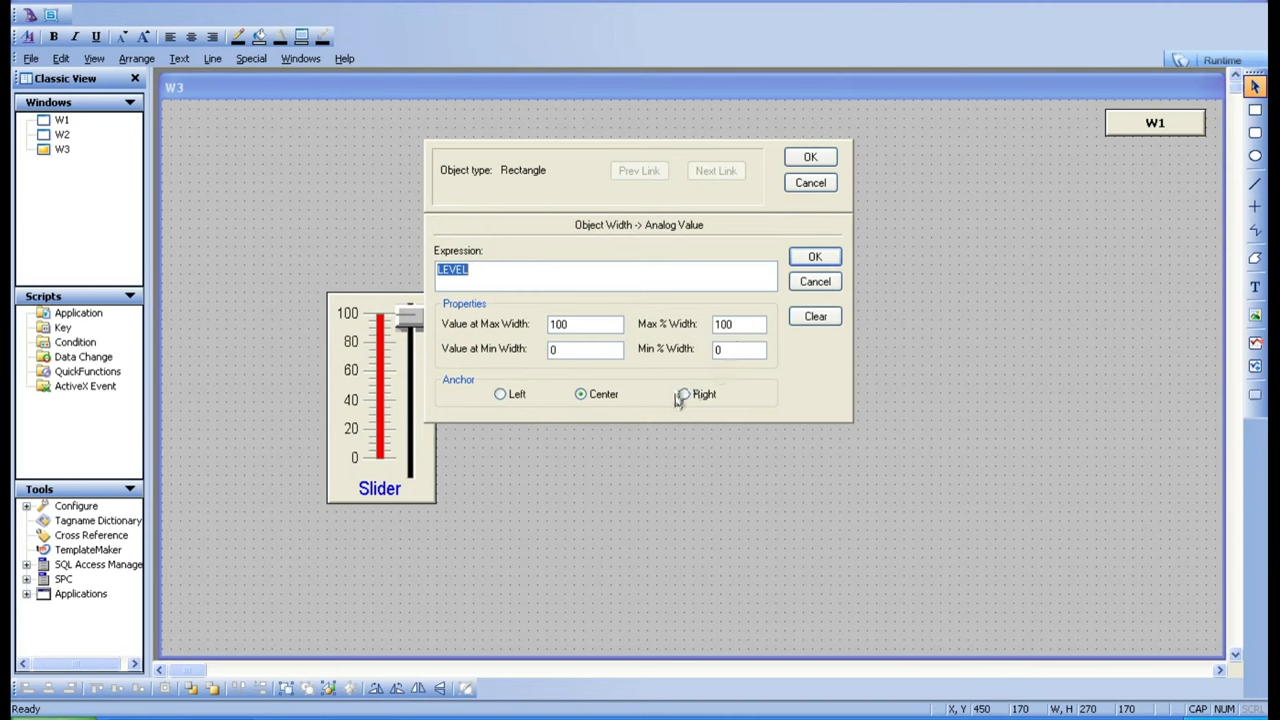 B I U A A
File Edit View Arrange Text Line Special Windows Help
Runtime
Classic View
W3
Windows
W1
W2
W3
W1
Object type: Rectangle
Prev Link
Next Link
OK
Cancel
Object Width -> Analog Value
Expression:
LEVEL
OK
Cancel
Clear
Properties
Value at Max Width: 100
Max % Width: 100
Value at Min Width: 0
Min % Width: 0
Anchor
Left
Center
Right
Scripts
Application
Key
Condition
Data Change
QuickFunctions
ActiveX Event
100
80
60
40
20
0
Slider
Tools
Configure
Tagname Dictionary
Cross Reference
TemplateMaker
SQL Access Manage
SPC
Applications
T
Ready
X, Y 450 170 W, H 270 170 CAP NUM SCRL